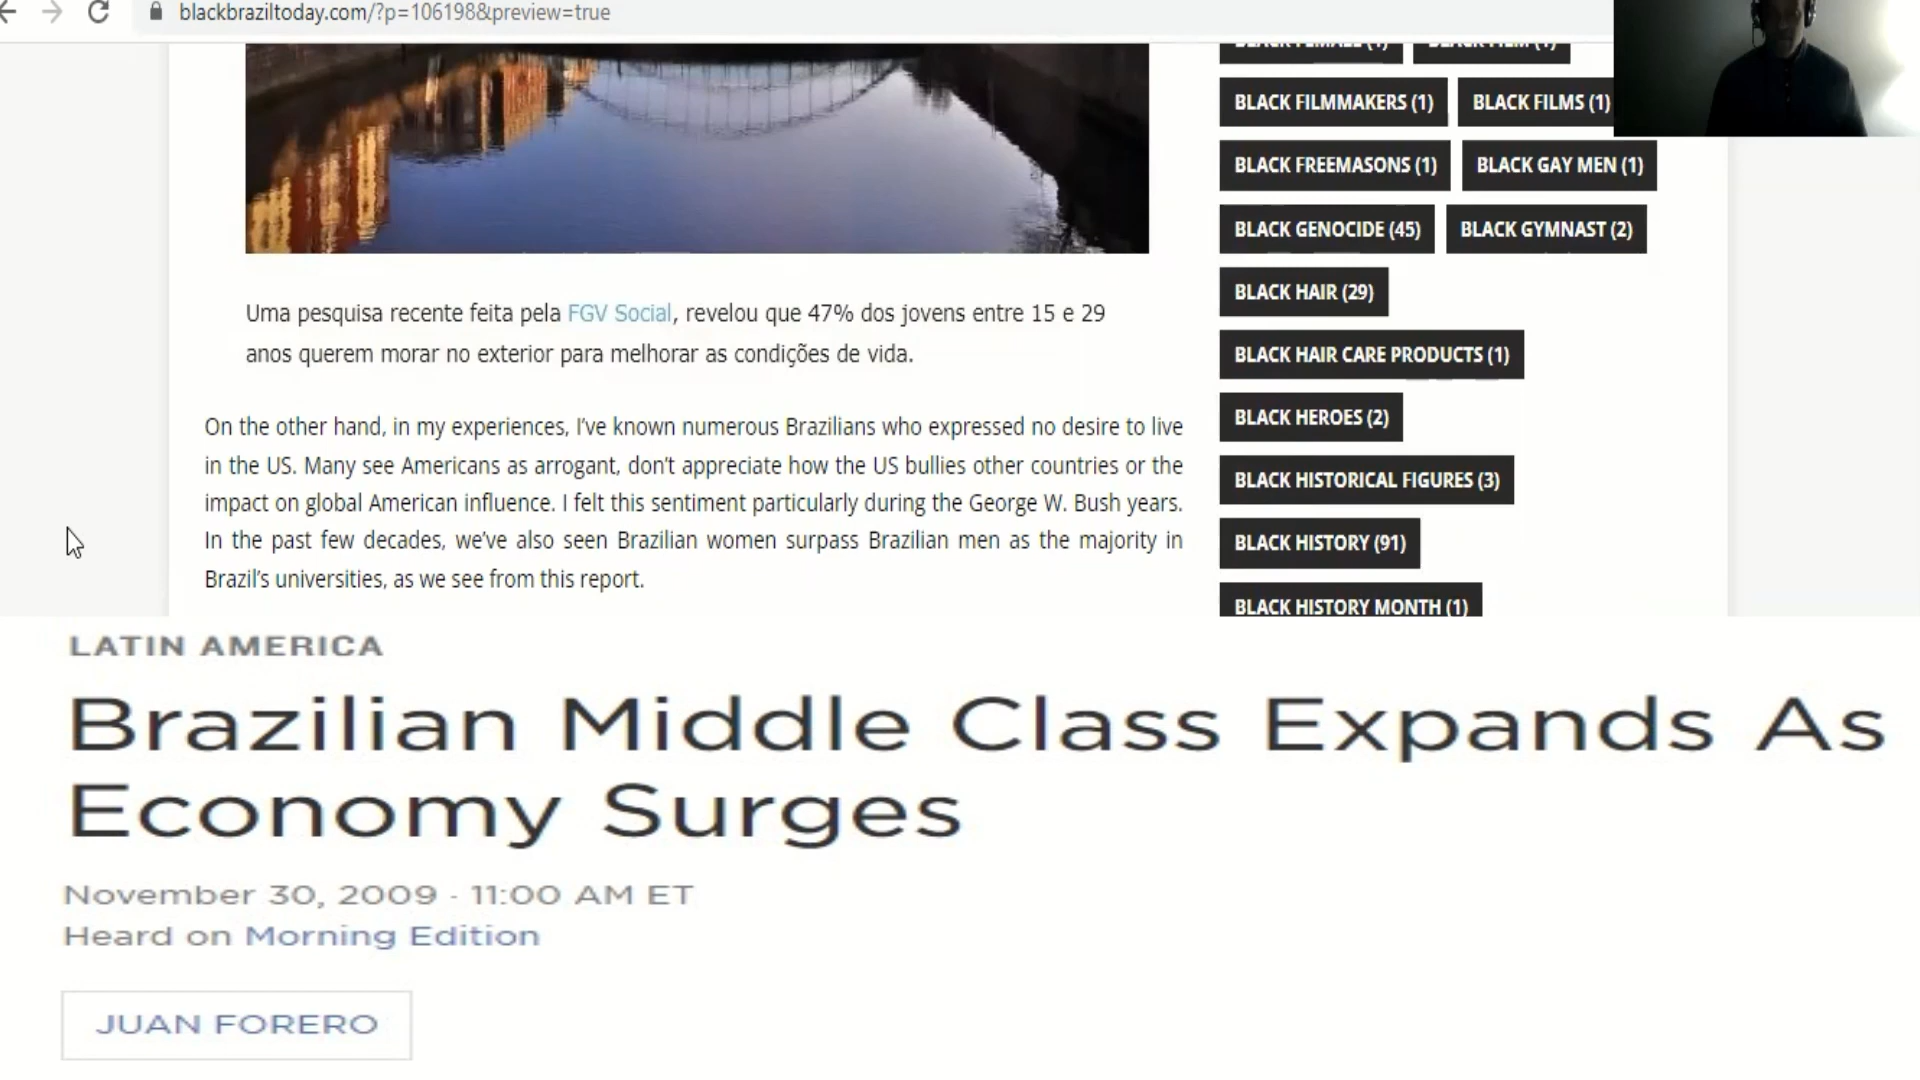 blackbraziltoday.com/?p=106198&preview=true
BLACK FEMALE (1) BLACK FILM (1)
BLACK FILMMAKERS (1) BLACK FILMS (1)
BLACK FREEMASONS (1) BLACK GAY MEN (1)
BLACK GENOCIDE (45) BLACK GYMNAST (2)
BLACK HAIR (29)
BLACK HAIR CARE PRODUCTS (1)
BLACK HEROES (2)
BLACK HISTORICAL FIGURES (3)
BLACK HISTORY (91)
BLACK HISTORY MONTH (1)
Uma pesquisa recente feita pela FGV Social, revelou que 47% dos jovens entre 15 e 29
anos querem morar no exterior para melhorar as condições de vida.
On the other hand, in my experiences, I've known numerous Brazilians who expressed no desire to live
in the US. Many see Americans as arrogant, don't appreciate how the US bullies other countries or the
impact on global American influence. I felt this sentiment particularly during the George W. Bush years.
In the past few decades, we've also seen Brazilian women surpass Brazilian men as the majority in
Brazil's universities, as we see from this report.
LATIN AMERICA
Brazilian Middle Class Expands As
Economy Surges
November 30, 2009 · 11:00 AM ET
Heard on Morning Edition
JUAN FORERO